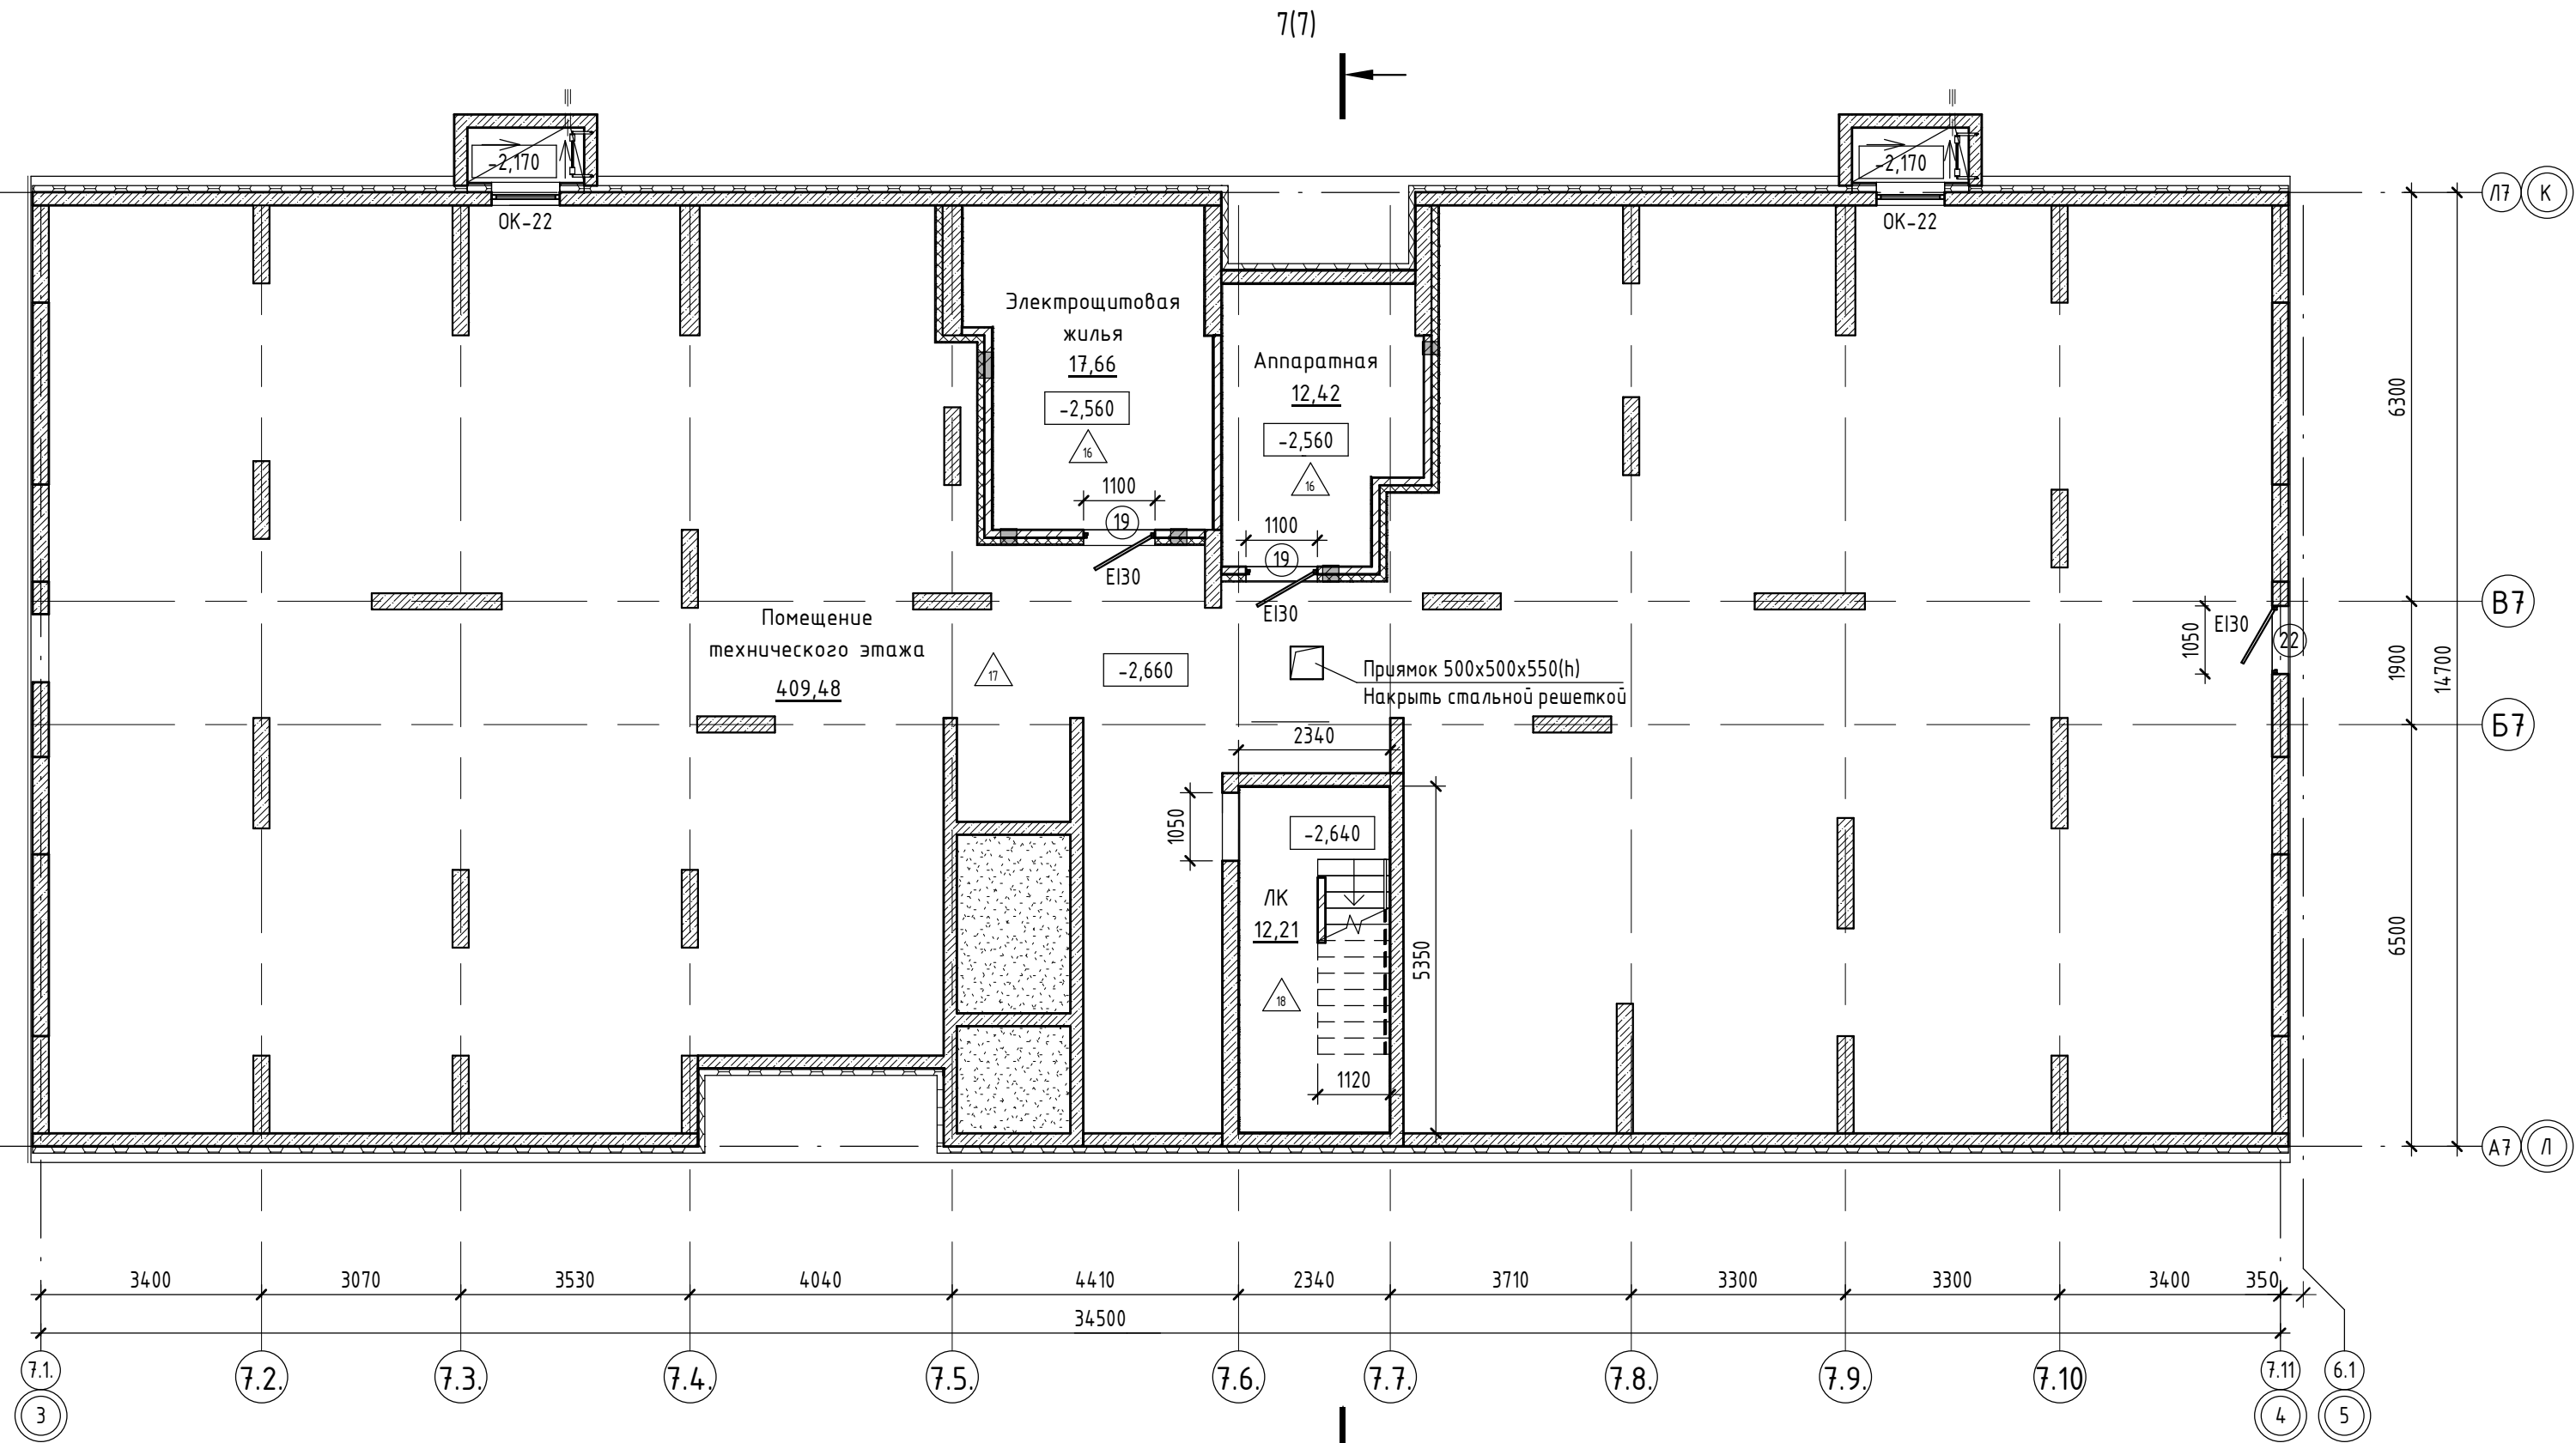 7(7)
-2,170
-2,170
ОК-22
ОК-22
Л7
К
Электрощитовая
жилья
17,66
-2,560
16
1100
19
EI30
Аппаратная
12,42
-2,560
16
1100
19
EI30
6300
1900
14700
6500
В7
Б7
EI30
1050
22
Помещение
технического этажа
409,48
17
-2,660
Приямок 500х500х550(h)
Накрыть стальной решеткой
2340
1050
-2,640
ЛК
12,21
18
5350
1120
А7
Л
3400
3070
3530
4040
4410
2340
3710
3300
3300
3400
350
34500
7.1.
7.2.
7.3.
7.4.
7.5.
7.6.
7.7.
7.8.
7.9.
7.10
7.11
6.1
3
4
5